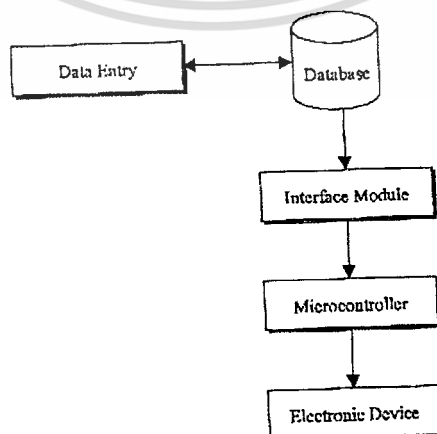 Data Entry
Database
Interface Module
Microcontroller
Electronic Device